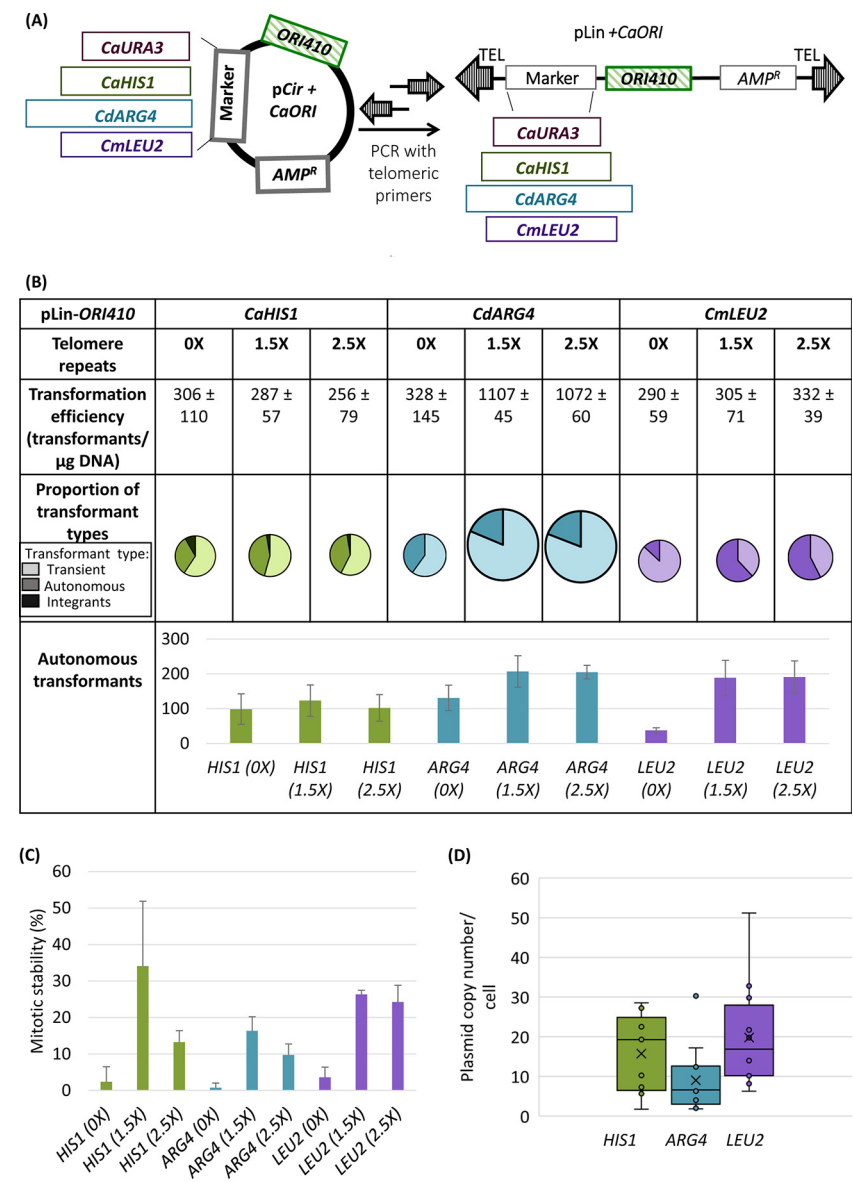 (A)
CaURA3
CaHIS1
CdARG4
CmLEU2
Marker
ORI410
pCir +
CaORI
AMPᴿ
PCR with
telomeric
primers
pLin +CaORI
TEL
TEL
Marker
ORI410
AMPᴿ
CaURA3
CaHIS1
CdARG4
CmLEU2
(B)
pLin-ORI410 CaHIS1 CdARG4 CmLEU2
Telomere
repeats
0X 1.5X 2.5X 0X 1.5X 2.5X 0X 1.5X 2.5X
Transformation
efficiency
(transformants/
µg DNA)
306 ± 287 ± 256 ± 328 ± 1107 ± 1072 ± 290 ± 305 ± 332 ±
110 57 79 145 45 60 59 71 39
Proportion of
transformant
types
Transformant type:
Transient
Autonomous
Integrants
Autonomous
transformants
300
200
100
0
HIS1 (0X)
HIS1
(1.5X)
HIS1
(2.5X)
ARG4
(0X)
ARG4
(1.5X)
ARG4
(2.5X)
LEU2
(0X)
LEU2
(1.5X)
LEU2
(2.5X)
(C)
Mitotic stability (%)
60
50
40
30
20
10
0
HIS1 (0X)
HIS1 (1.5X)
HIS1 (2.5X)
ARG4 (0X)
ARG4 (1.5X)
ARG4 (2.5X)
LEU2 (0X)
LEU2 (1.5X)
LEU2 (2.5X)
(D)
Plasmid copy number/
cell
60
50
40
30
20
10
0
HIS1 ARG4 LEU2